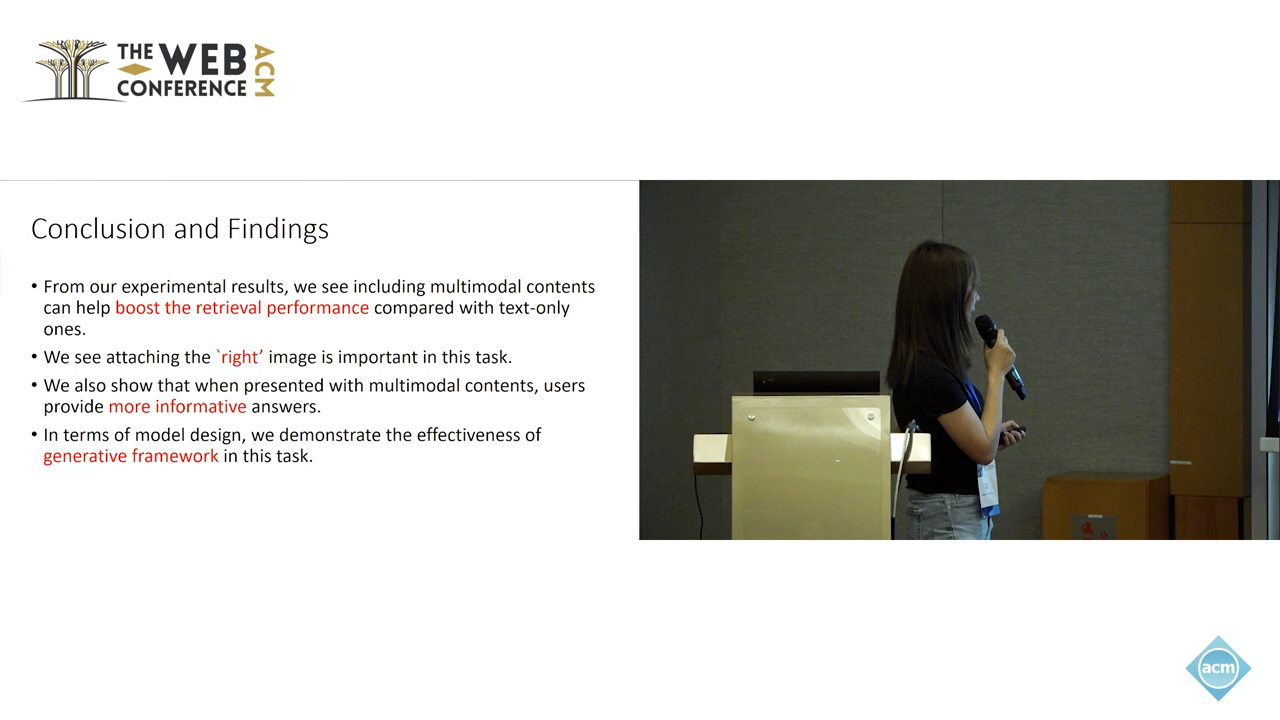 THE WEB
CONFERENCE
ACM
Conclusion and Findings
• From our experimental results, we see including multimodal contents
can help boost the retrieval performance compared with text-only
ones.
• We see attaching the `right’ image is important in this task.
• We also show that when presented with multimodal contents, users
provide more informative answers.
• In terms of model design, we demonstrate the effectiveness of
generative framework in this task.
acm